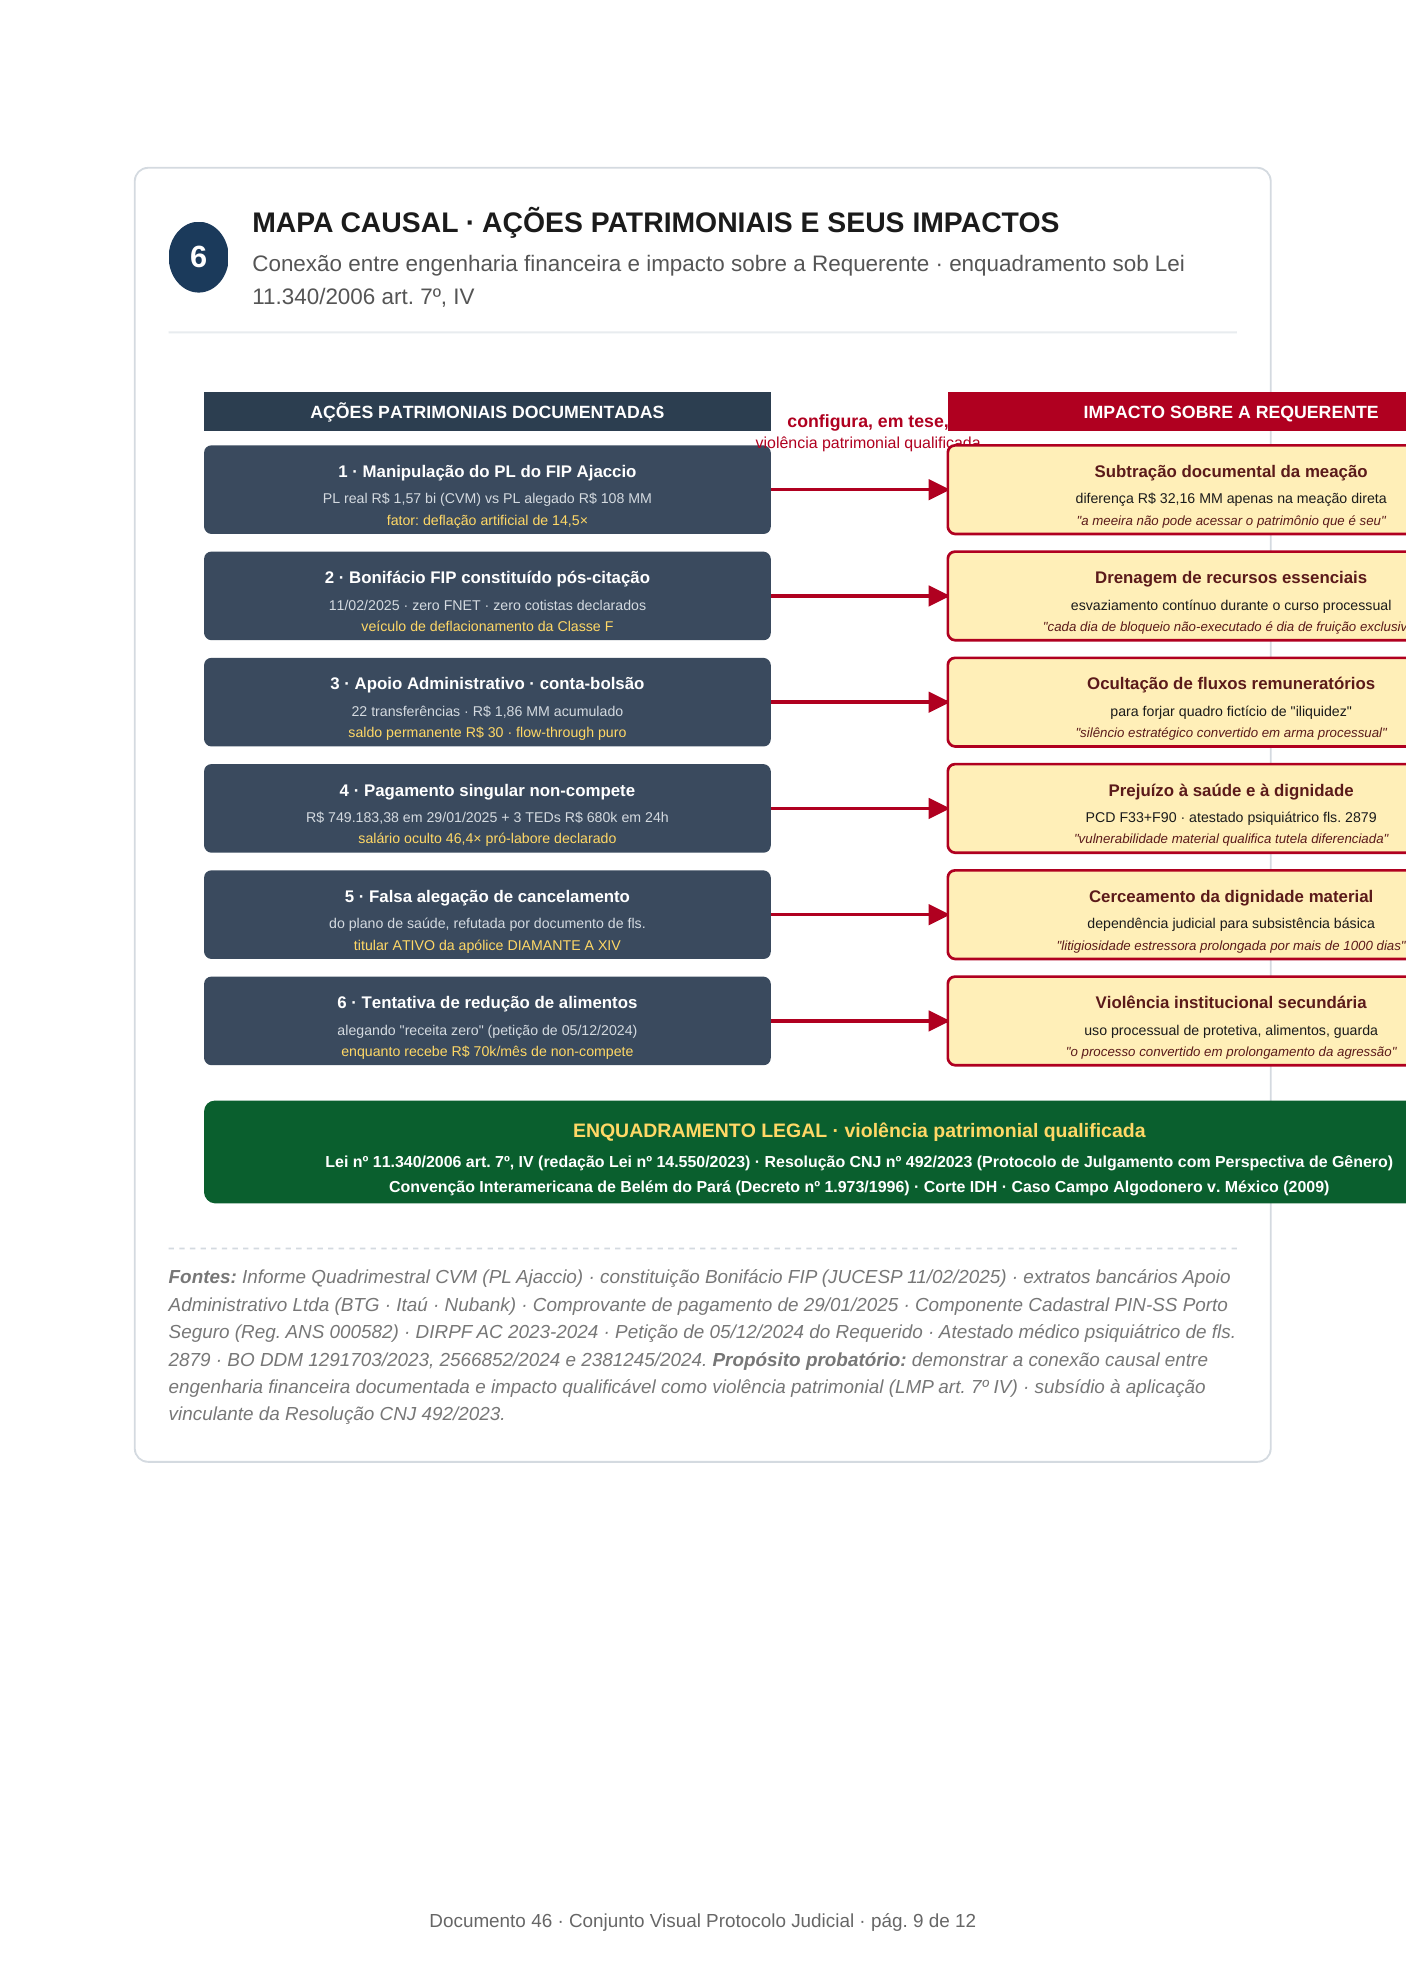 6
MAPA CAUSAL · AÇÕES PATRIMONIAIS E SEUS IMPACTOS
Conexão entre engenharia financeira e impacto sobre a Requerente · enquadramento sob Lei
11.340/2006 art. 7º, IV
AÇÕES PATRIMONIAIS DOCUMENTADAS
configura, em tese,
violência patrimonial qualificada
IMPACTO SOBRE A REQUERENTE
1 · Manipulação do PL do FIP Ajaccio
PL real R$ 1,57 bi (CVM) vs PL alegado R$ 108 MM
fator: deflação artificial de 14,5×
Subtração documental da meação
diferença R$ 32,16 MM apenas na meação direta
"a meeira não pode acessar o patrimônio que é seu"
2 · Bonifácio FIP constituído pós-citação
11/02/2025 · zero FNET · zero cotistas declarados
veículo de deflacionamento da Classe F
Drenagem de recursos essenciais
esvaziamento contínuo durante o curso processual
"cada dia de bloqueio não-executado é dia de fruição
3 · Apoio Administrativo · conta-bolsão
22 transferências · R$ 1,86 MM acumulado
saldo permanente R$ 30 · flow-through puro
Ocultação de fluxos remuneratórios
para forjar quadro fictício de "iliquidez"
"silêncio estratégico convertido em arma processual"
4 · Pagamento singular non-compete
R$ 749.183,38 em 29/01/2025 + 3 TEDs R$ 680k em 24h
salário oculto 46,4× pró-labore declarado
Prejuízo à saúde e à dignidade
PCD F33+F90 · atestado psiquiátrico fls. 2879
"vulnerabilidade material qualifica tutela diferenciada"
5 · Falsa alegação de cancelamento
do plano de saúde, refutada por documento de fls.
titular ATIVO da apólice DIAMANTE A XIV
Cerceamento da dignidade material
dependência judicial para subsistência básica
"litigiosidade estressora prolongada por mais de 1000 dias"
6 · Tentativa de redução de alimentos
alegando "receita zero" (petição de 05/12/2024)
enquanto recebe R$ 70k/mês de non-compete
Violência institucional secundária
uso processual de protetiva, alimentos, guarda
"o processo convertido em prolongamento da agressão"
ENQUADRAMENTO LEGAL · violência patrimonial qualificada
Lei nº 11.340/2006 art. 7º, IV (redação Lei nº 14.550/2023) · Resolução CNJ nº 492/2023 (Protocolo de Julgamento com Perspectiva de Gênero)
Convenção Interamericana de Belém do Pará (Decreto nº 1.973/1996) · Corte IDH · Caso Campo Algodonero v. México (2009)
Fontes: Informe Quadrimestral CVM (PL Ajaccio) · constituição Bonifácio FIP (JUCESP 11/02/2025) · extratos bancários Apoio
Administrativo Ltda (BTG · Itaú · Nubank) · Comprovante de pagamento de 29/01/2025 · Componente Cadastral PIN-SS Porto
Seguro (Reg. ANS 000582) · DIRPF AC 2023-2024 · Petição de 05/12/2024 do Requerido · Atestado médico psiquiátrico de fls.
2879 · BO DDM 1291703/2023, 2566852/2024 e 2381245/2024. Propósito probatório: demonstrar a conexão causal entre
engenharia financeira documentada e impacto qualificável como violência patrimonial (LMP art. 7º IV) · subsídio à aplicação
vinculante da Resolução CNJ 492/2023.
Documento 46 · Conjunto Visual Protocolo Judicial · pág. 9 de 12